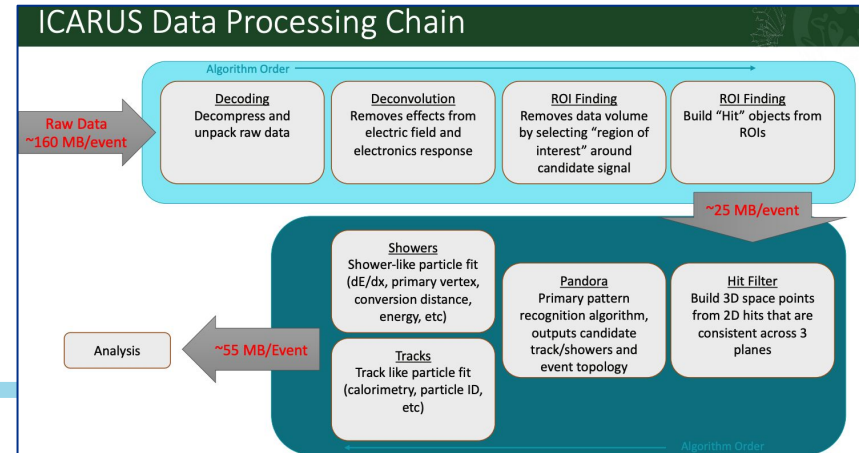 ICARUS Data Processing Chain
Algorithm Order
Raw Data
~160 MB/event
Decoding
Decompress and
unpack raw data
Deconvolution
Removes effects from
electric field and
electronics response
ROI Finding
Removes data volume
by selecting “region of
interest” around
candidate signal
ROI Finding
Build “Hit” objects from
ROIs
~25 MB/event
Hit Filter
Build 3D space points
from 2D hits that are
consistent across 3
planes
Pandora
Primary pattern
recognition algorithm,
outputs candidate
track/showers and
event topology
Showers
Shower-like particle fit
(dE/dx, primary vertex,
conversion distance,
energy, etc)
Tracks
Track like particle fit
(calorimetry, particle ID,
etc)
~55 MB/Event
Analysis
Algorithm Order